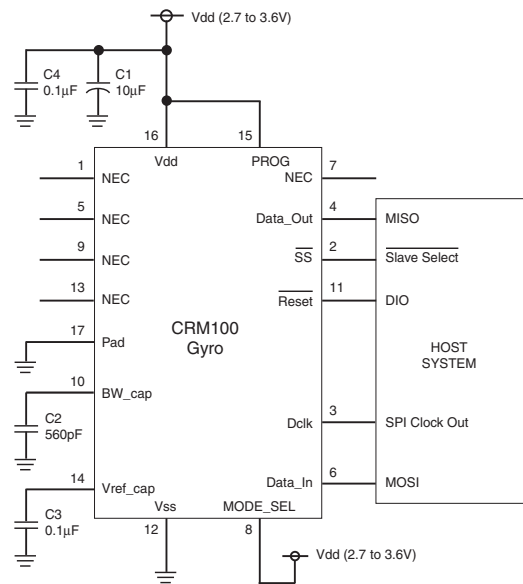 Vdd (2.7 to 3.6V)
C4
0.1µF
C1
10µF
16
15
Vdd
PROG
1
NEC
7
NEC
5
NEC
4
Data_Out
MISO
9
NEC
2
SS
Slave Select
13
NEC
11
Reset
DIO
CRM100
Gyro
HOST
SYSTEM
17
Pad
10
BW_cap
C2
560pF
3
Dclk
SPI Clock Out
14
Vref_cap
6
Data_In
MOSI
C3
0.1µF
Vss
MODE_SEL
12
8
Vdd (2.7 to 3.6V)